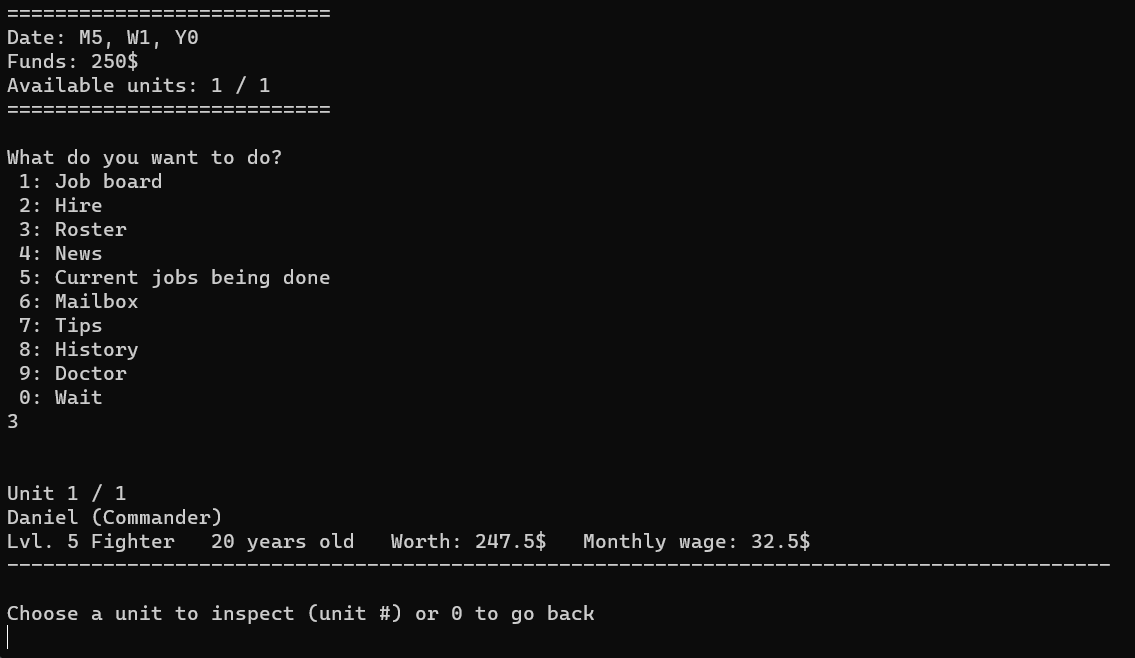 ===========================
Date: M5, W1, Y0
Funds: 250$
Available units: 1 / 1
===========================
What do you want to do?
1: Job board
2: Hire
3: Roster
4: News
5: Current jobs being done
6: Mailbox
7: Tips
8: History
9: Doctor
0: Wait
3
Unit 1 / 1
Daniel (Commander)
Lvl. 5 Fighter   20 years old   Worth: 247.5$   Monthly wage: 32.5$
--------------------------------------------------------------------------------------------
Choose a unit to inspect (unit #) or 0 to go back